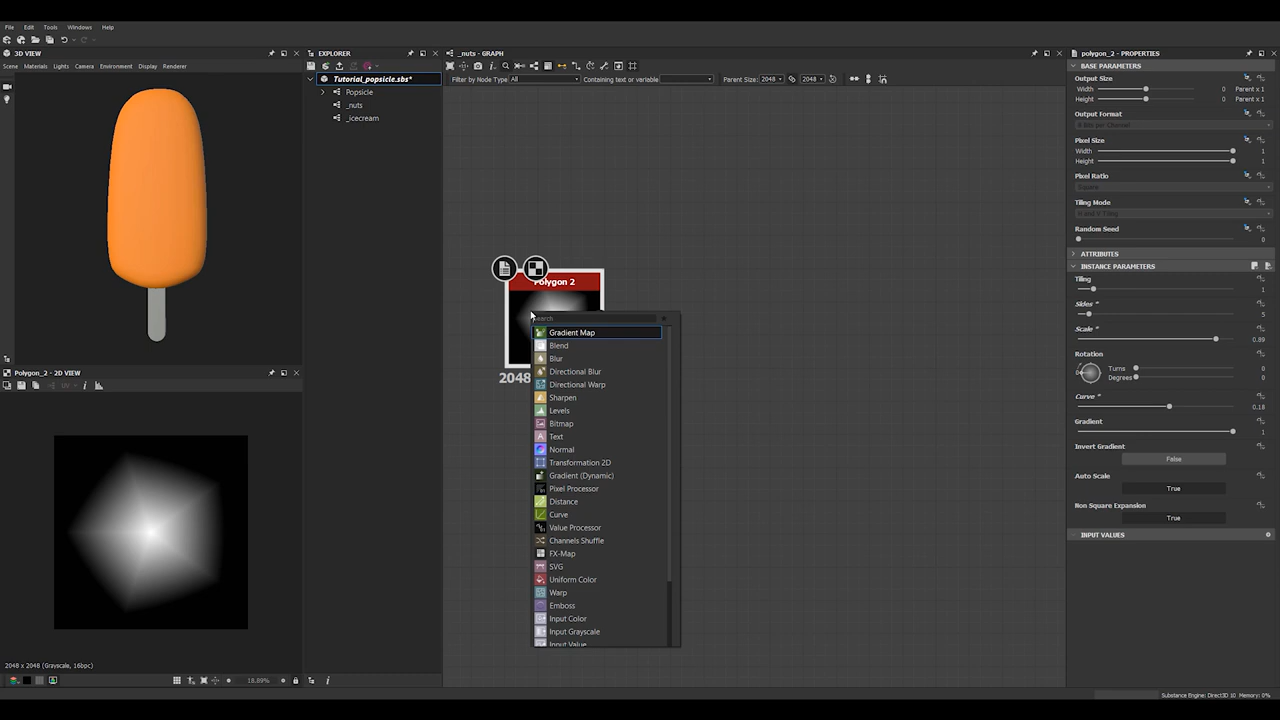 File Edit Tools Windows Help
3D VIEW
Scene Materials Lights Camera Environment Display Renderer
Polygon_2 - 2D VIEW
UV
2048 x 2048 (Grayscale, 16bpc)
18.89%
EXPLORER
Tutorial_popsicle.sbs*
Popsicle
_nuts
_icecream
_nuts - GRAPH
Filter by Node Type All Containing text or variable Parent Size: 2048 2048
Polygon 2
2048
Search
Gradient Map
Blend
Blur
Directional Blur
Directional Warp
Sharpen
Levels
Bitmap
Text
Normal
Transformation 2D
Gradient (Dynamic)
Pixel Processor
Distance
Curve
Value Processor
Channels Shuffle
FX-Map
SVG
Uniform Color
Warp
Emboss
Input Color
Input Grayscale
Input Value
polygon_2 - PROPERTIES
BASE PARAMETERS
Output Size
Width 0 Parent x 1
Height 0 Parent x 1
Output Format
Pixel Size
Width 1
Height 1
Pixel Ratio
Square
Tiling Mode
H and V Tiling
Random Seed
0
ATTRIBUTES
INSTANCE PARAMETERS
Tiling
1
Sides *
5
Scale *
0.89
Rotation
Turns 0
Degrees 0
Curve *
0.18
Gradient
1
Invert Gradient
False
Auto Scale
True
Non Square Expansion
True
INPUT VALUES
Substance Engine: Direct3D 10 Memory: 0%